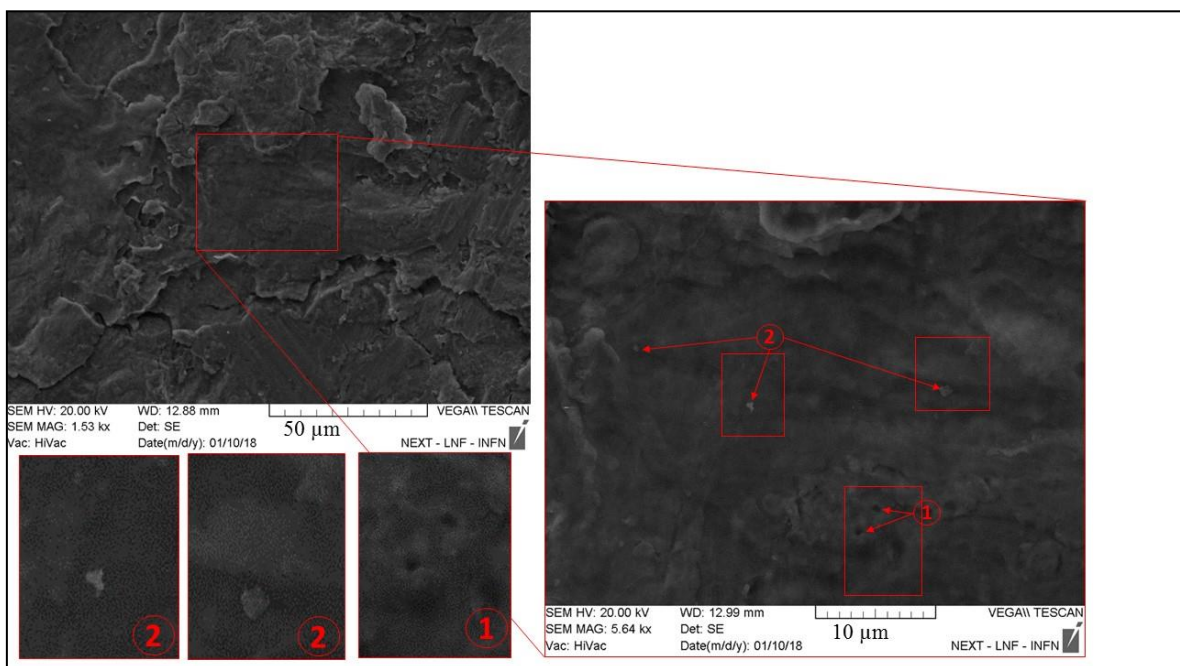 SEM HV: 20.00 kV WD: 12.88 mm VEGA\\ TESCAN
SEM MAG: 1.53 kx Det: SE 50 µm
Vac: HiVac Date(m/d/y): 01/10/18 NEXT - LNF - INFN
2
2
1
2
1
SEM HV: 20.00 kV WD: 12.99 mm VEGA\\ TESCAN
SEM MAG: 5.64 kx Det: SE 10 µm
Vac: HiVac Date(m/d/y): 01/10/18 NEXT - LNF - INFN